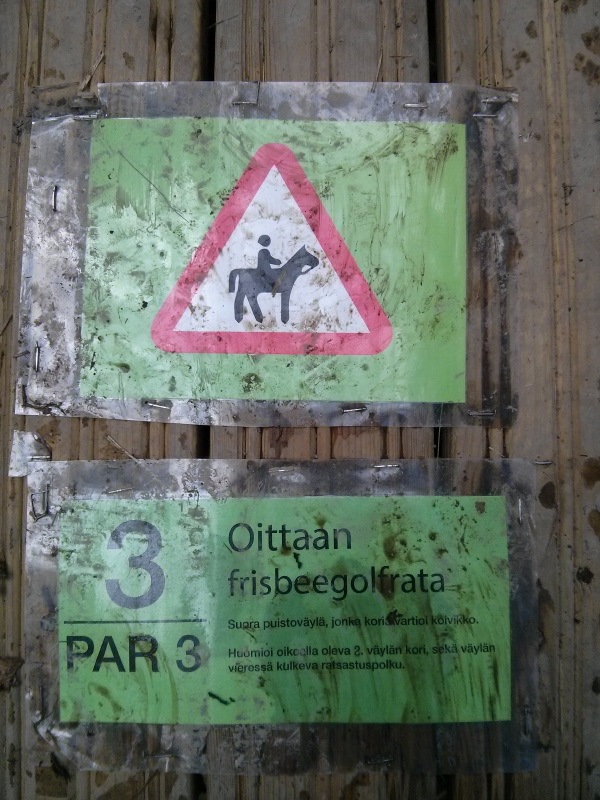 3
PAR 3
Oittaan
frisbeegolfrata
Suora puistoväylä, jonka koria vartioi koivikko.
Huomioi oikealla oleva 2. väylän kori, sekä väylän
vieressä kulkeva ratsastuspolku.